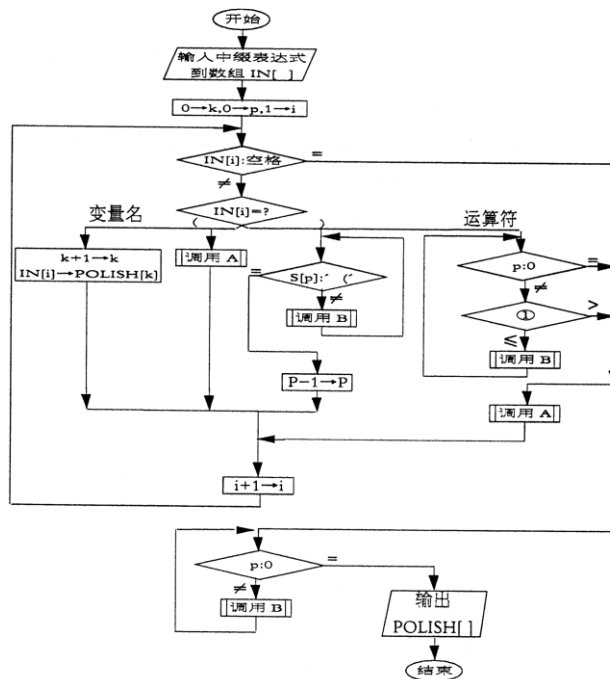 开始
输入中缀表达式
到数组 IN[ ]
0→k,0→p,1→i
IN[i]:空格
=
≠
IN[i]=?
变量名
(
)
运算符
k+1→k
IN[i]→POLISH[k]
调用 A
=
S[p]:′(′
≠
调用 B
P−1→P
p:0
=
≠
①
>
≤
调用 B
调用 A
i+1→i
p:0
=
≠
调用 B
输出
POLISH[ ]
结束